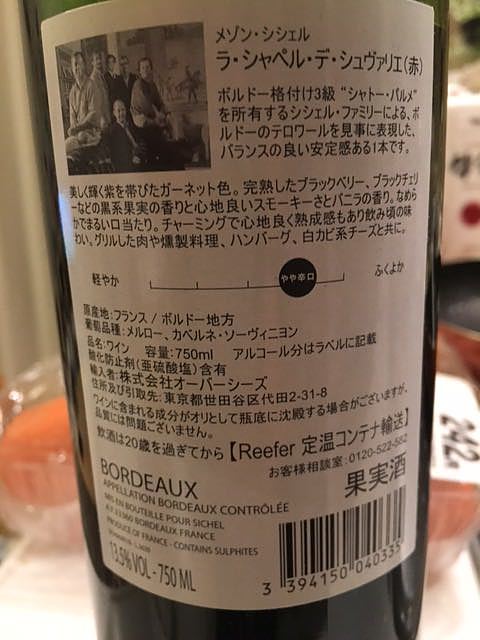 メゾン・シシェル
ラ・シャペル・デ・シュヴァリエ(赤)
ボルドー格付け3級 “シャトー・パルメ”
を所有するシシェル・ファミリーによる、ボ
ルドーのテロワールを見事に表現した、
バランスの良い安定感ある1本です。
美しく輝く紫を帯びたガーネット色。完熟したブラックベリー、ブラックチェリ
ーなどの黒系果実の香りと心地良いスモーキーさとバニラの香り。なめら
かでまるい口当たり。チャーミングで心地良く熟成感もあり飲み頃の味
わい。グリルした肉や燻製料理、ハンバーグ、白カビ系チーズと共に。
軽やか やや辛口 ふくよか
原産地:フランス / ボルドー地方
葡萄品種:メルロー、カベルネ・ソーヴィニヨン
品名:ワイン 容量:750ml アルコール分はラベルに記載
酸化防止剤(亜硫酸塩)含有
輸入者:株式会社オーバーシーズ
住所及び引取先:東京都世田谷区代田2-31-8
ワインに含まれる成分がオリとして瓶底に沈殿する場合がございますが、
品質には問題ございません。
飲酒は20歳を過ぎてから【Reefer 定温コンテナ輸送】
お客様相談室:0120-522-582
果実酒
BORDEAUX
APPELLATION BORDEAUX CONTRÔLÉE
MIS EN BOUTEILLE POUR SICHEL
À F.33360 BORDEAUX FRANCE
PRODUCE OF FRANCE - CONTAINS SULPHITES
13,5% VOL - 750 ML
3 394150 040335
242